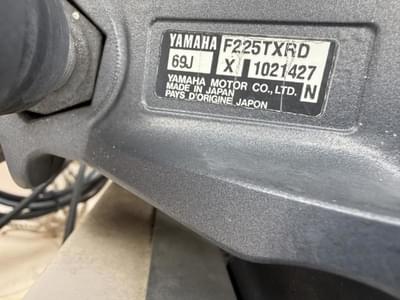 YAMAHA F225TXRD
69J X 1021427
YAMAHA MOTOR CO., LTD. N
MADE IN JAPAN
PAYS D'ORIGINE JAPON